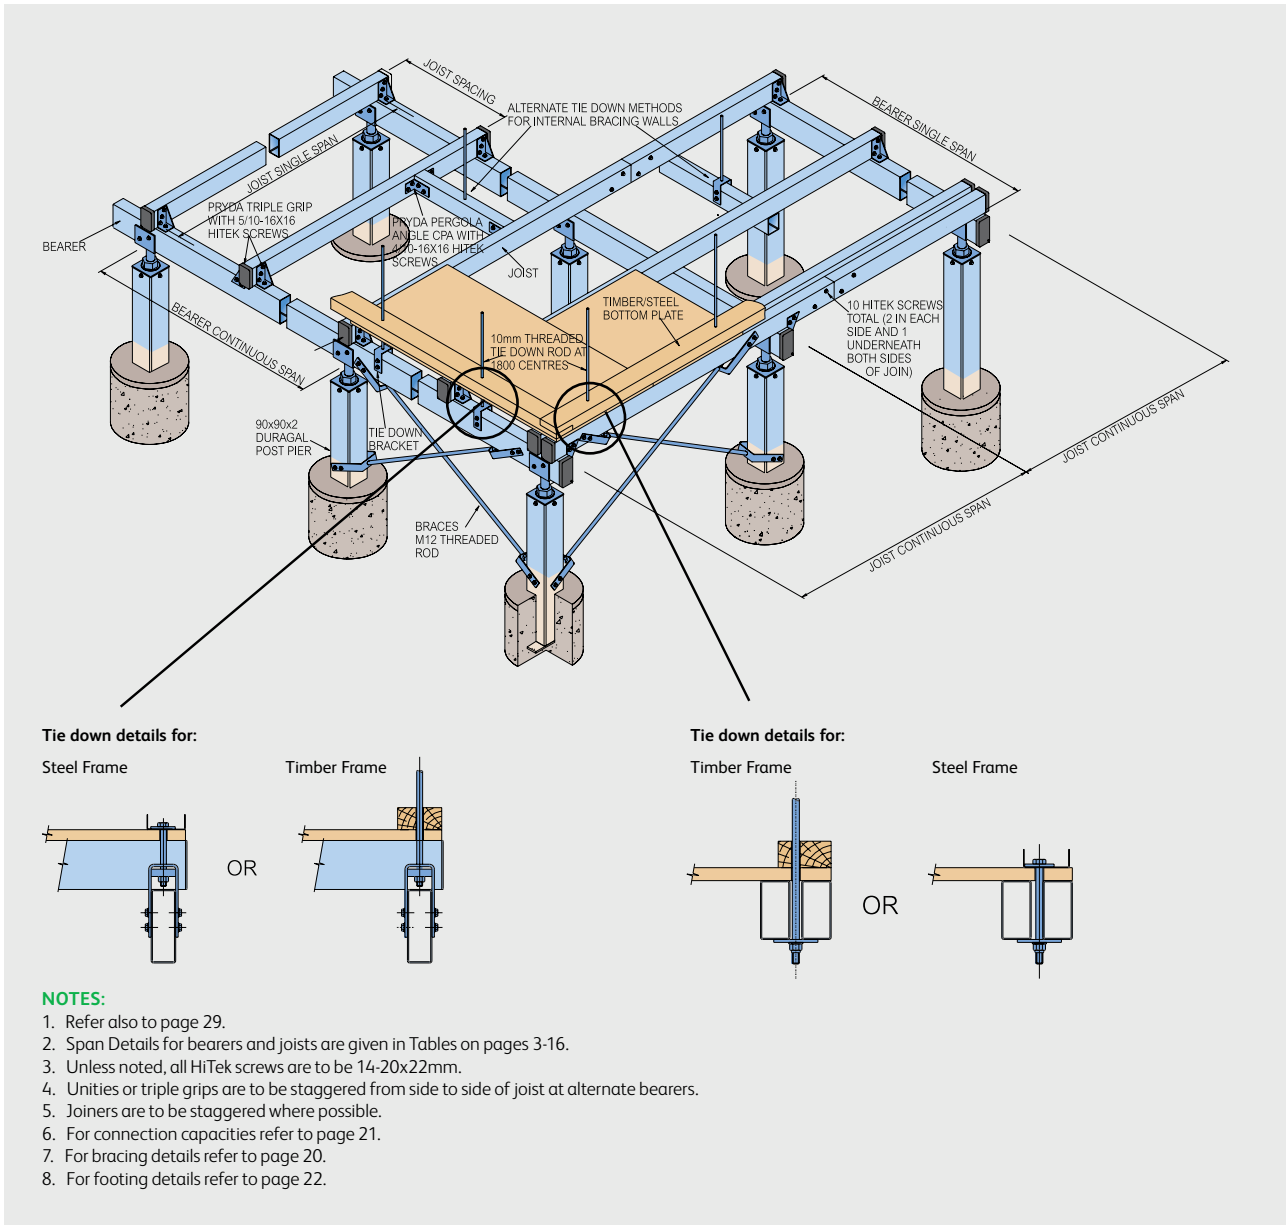 JOIST SPACING
ALTERNATE TIE DOWN METHODS
FOR INTERNAL BRACING WALLS
BEARER SINGLE SPAN
JOIST SINGLE SPAN
PRYDA TRIPLE GRIP
WITH 5/10-16X16
HITEK SCREWS
BEARER
PRYDA PERGOLA
ANGLE CPA WITH
4/10-16X16 HITEK
SCREWS
JOIST
BEARER CONTINUOUS SPAN
TIMBER/STEEL
BOTTOM PLATE
10mm THREADED
TIE DOWN ROD AT
1800 CENTRES
10 HITEK SCREWS
TOTAL (2 IN EACH
SIDE AND 1
UNDERNEATH
BOTH SIDES
OF JOIN)
90x90x2
DURAGAL
POST PIER
TIE DOWN
BRACKET
JOIST CONTINUOUS SPAN
JOIST CONTINUOUS SPAN
BRACES
M12 THREADED
ROD
Tie down details for:
Steel Frame
Timber Frame
OR
Tie down details for:
Timber Frame
Steel Frame
OR
NOTES:
1. Refer also to page 29.
2. Span Details for bearers and joists are given in Tables on pages 3-16.
3. Unless noted, all HiTek screws are to be 14-20x22mm.
4. Unities or triple grips are to be staggered from side to side of joist at alternate bearers.
5. Joiners are to be staggered where possible.
6. For connection capacities refer to page 21.
7. For bracing details refer to page 20.
8. For footing details refer to page 22.